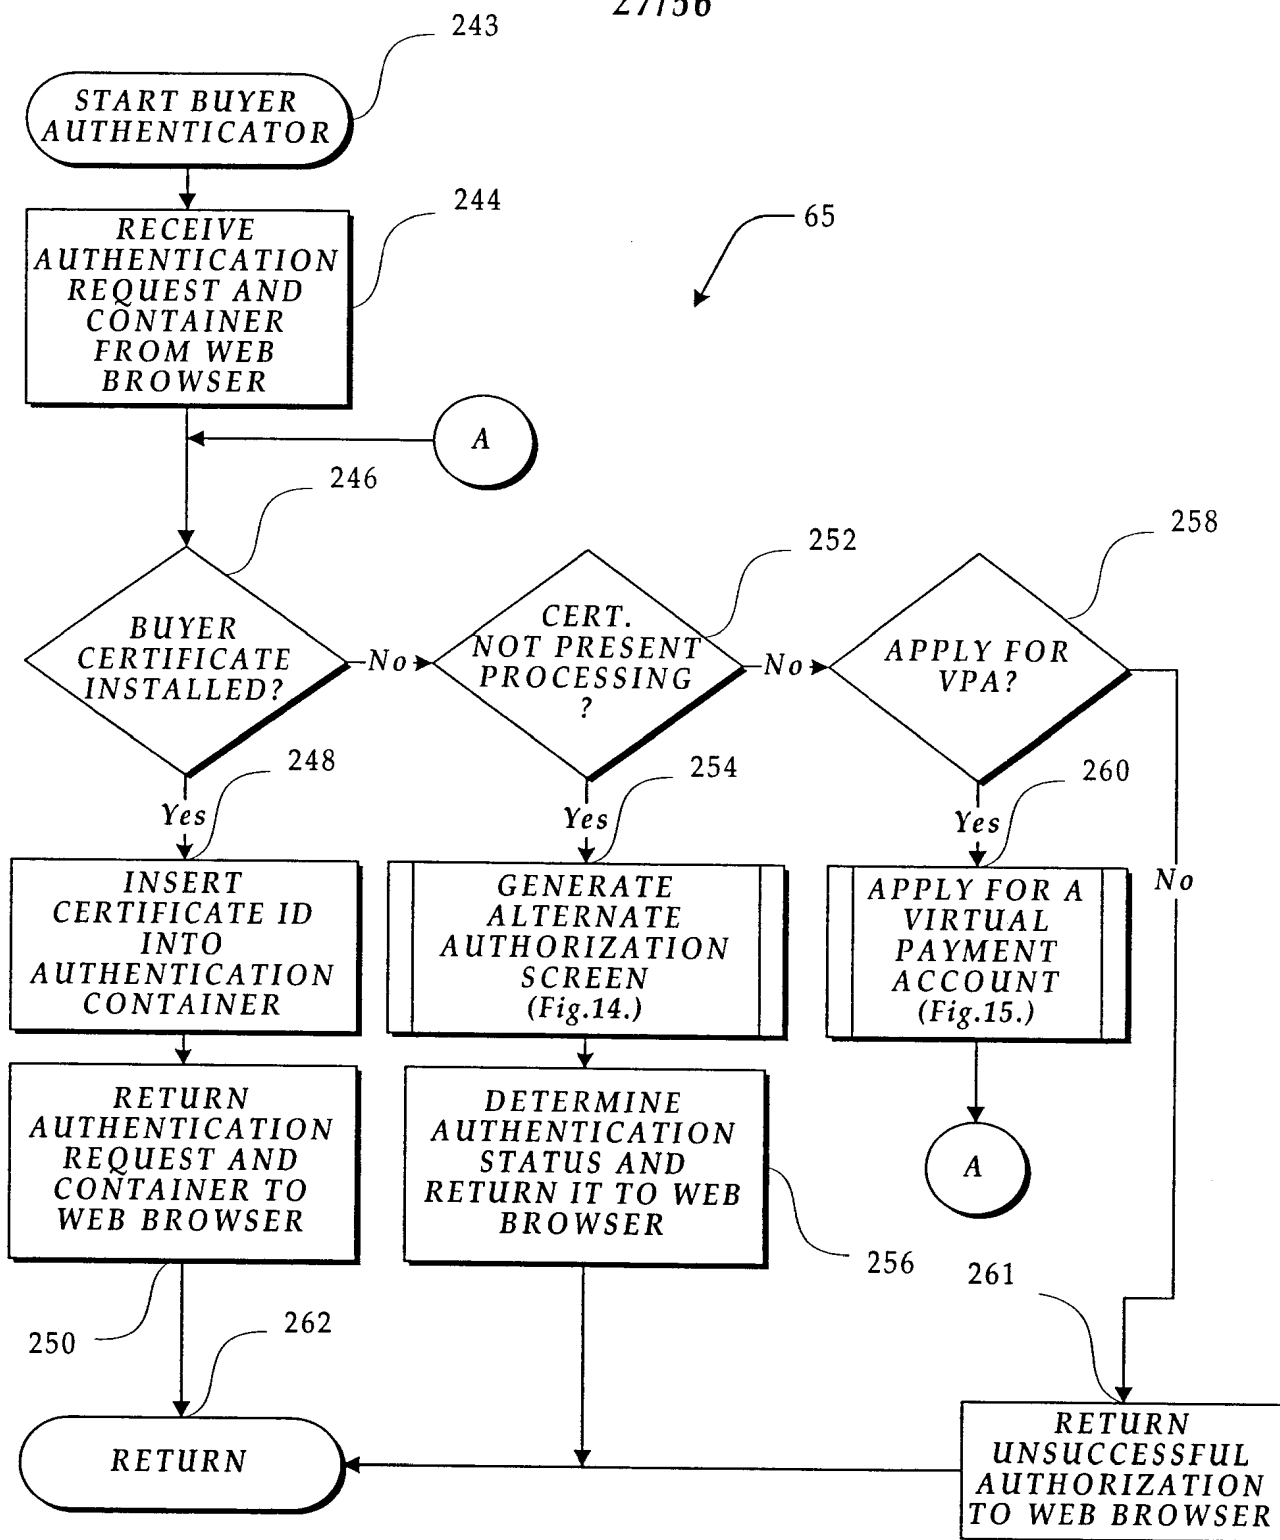 27/56
243
START BUYER
AUTHENTICATOR
244
RECEIVE
AUTHENTICATION
REQUEST AND
CONTAINER
FROM WEB
BROWSER
65
A
246
BUYER
CERTIFICATE
INSTALLED?
No
252
CERT.
NOT PRESENT
PROCESSING
?
No
258
APPLY FOR
VPA?
Yes
248
Yes
254
Yes
260
No
INSERT
CERTIFICATE ID
INTO
AUTHENTICATION
CONTAINER
GENERATE
ALTERNATE
AUTHORIZATION
SCREEN
(Fig.14.)
APPLY FOR A
VIRTUAL
PAYMENT
ACCOUNT
(Fig.15.)
RETURN
AUTHENTICATION
REQUEST AND
CONTAINER TO
WEB BROWSER
250
DETERMINE
AUTHENTICATION
STATUS AND
RETURN IT TO WEB
BROWSER
256
A
261
262
RETURN
RETURN
UNSUCCESSFUL
AUTHORIZATION
TO WEB BROWSER